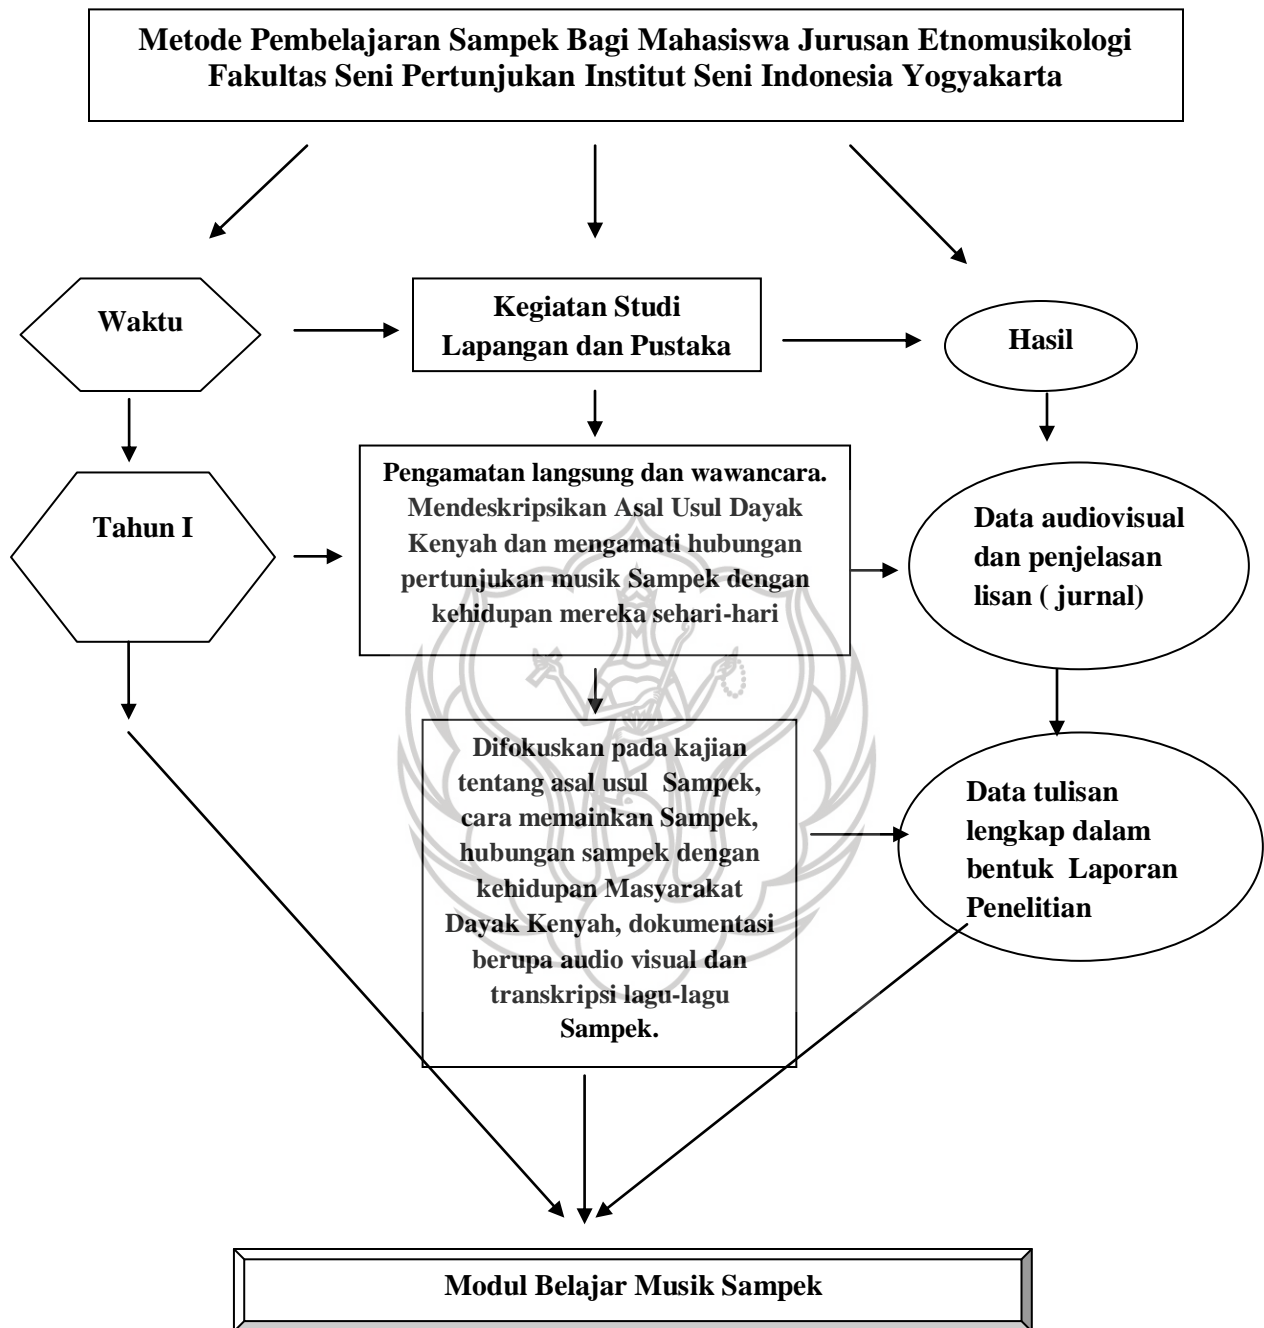 Metode Pembelajaran Sampek Bagi Mahasiswa Jurusan Etnomusikologi
Fakultas Seni Pertunjukan Institut Seni Indonesia Yogyakarta
Waktu
Kegiatan Studi
Lapangan dan Pustaka
Hasil
Tahun I
Pengamatan langsung dan wawancara.
Mendeskripsikan Asal Usul Dayak
Kenyah dan mengamati hubungan
pertunjukan musik Sampek dengan
kehidupan mereka sehari-hari
Data audiovisual
dan penjelasan
lisan ( jurnal)
Difokuskan pada kajian
tentang asal usul  Sampek,
cara memainkan Sampek,
hubungan sampek dengan
kehidupan Masyarakat
Dayak Kenyah, dokumentasi
berupa audio visual dan
transkripsi lagu-lagu
Sampek.
Data tulisan
lengkap dalam
bentuk  Laporan
Penelitian
Modul Belajar Musik Sampek